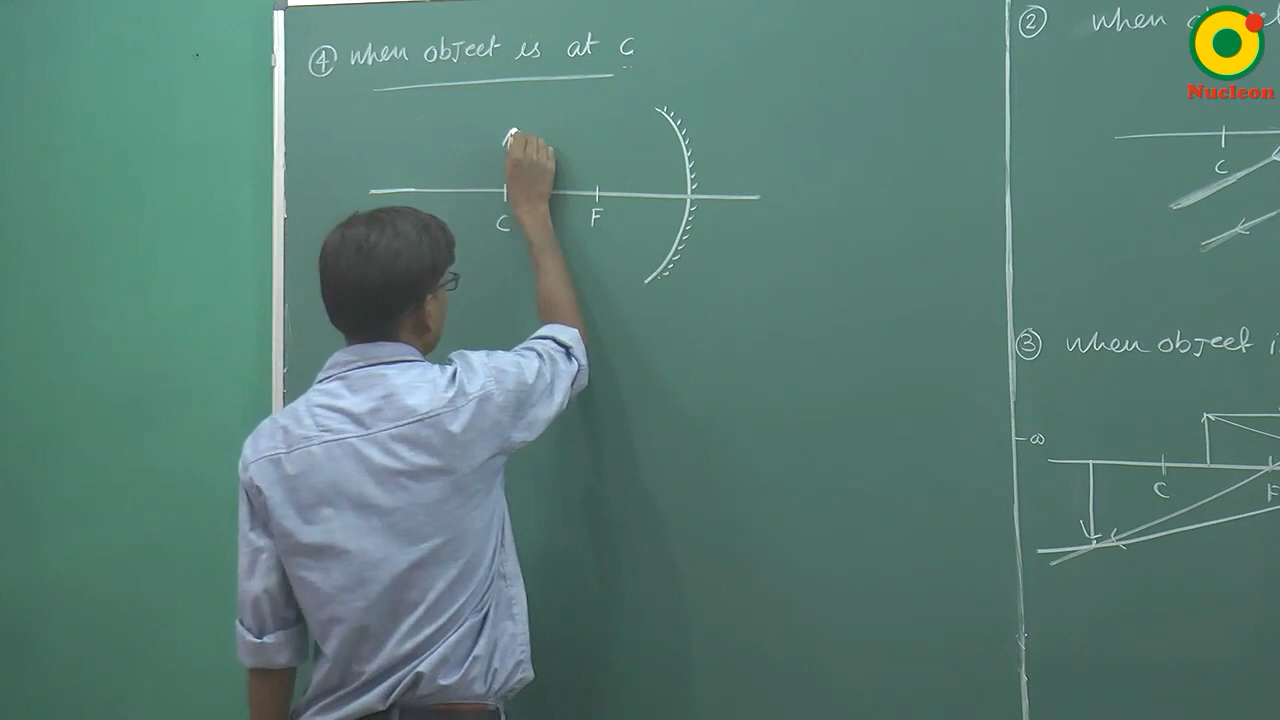 ④ when object is at C
C
F
② when
C
③ when object
∞
C
F
Nucleon